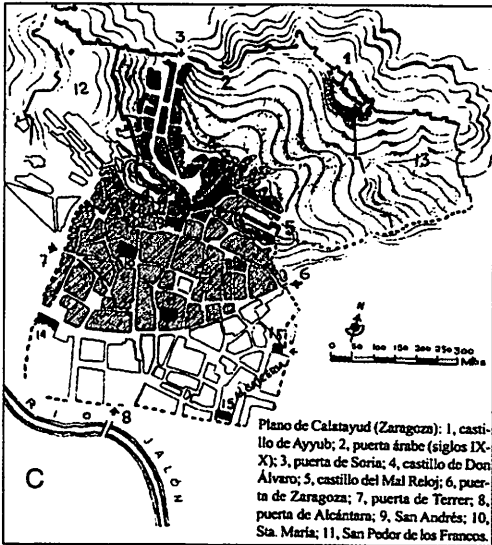 3
2
1
12
13
5
7
6
14
N
0 50 100 150 200 250 300
Mts
15
8
RIO JALÓN
C
Plano de Calatayud (Zaragoza): 1, casti-
llo de Ayyub; 2, puerta árabe (siglos IX-
X); 3, puerta de Soria; 4, castillo de Don
Álvaro; 5, castillo del Mal Reloj; 6, puer-
ta de Zaragoza; 7, puerta de Terrer; 8,
puerta de Alcántara; 9, San Andrés; 10,
Sta. María; 11, San Pedor de los Francos.